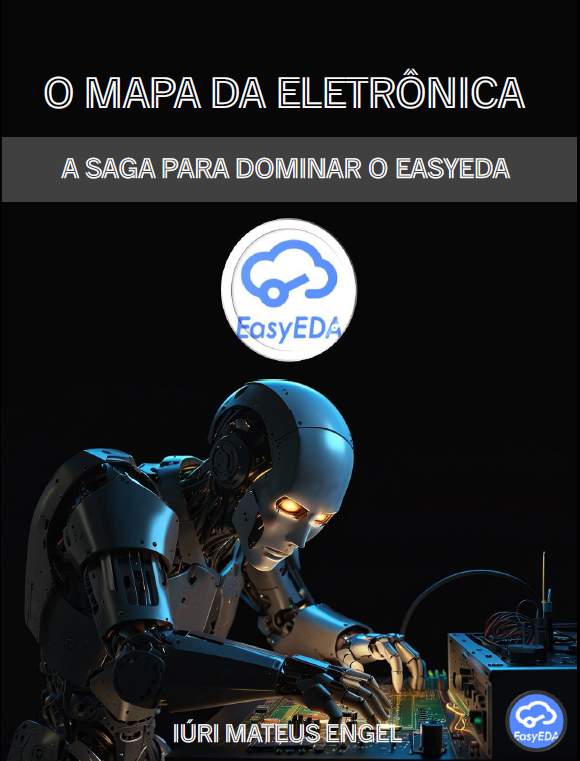 O MAPA DA ELETRÔNICA
A SAGA PARA DOMINAR O EASYEDA
EasyEDA
IÚRI MATEUS ENGEL
EasyEDA